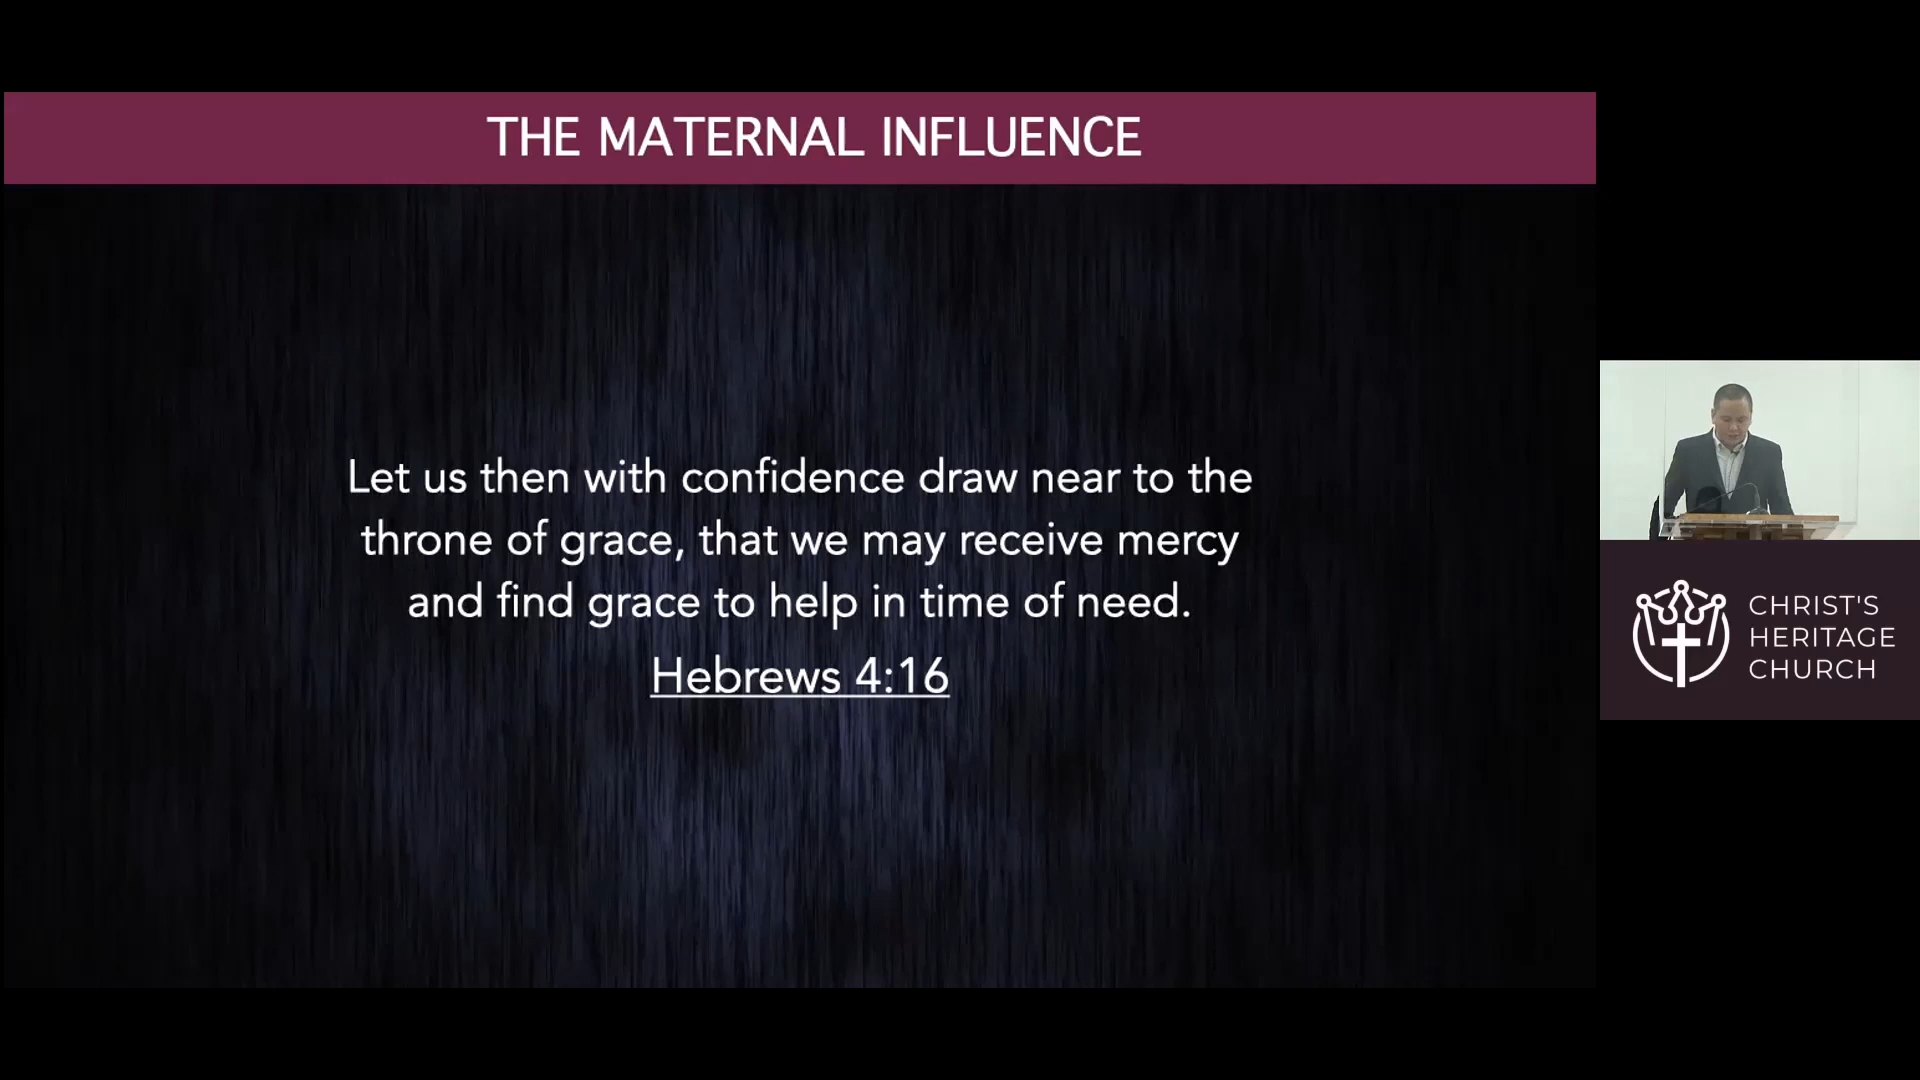 THE MATERNAL INFLUENCE
Let us then with confidence draw near to the
throne of grace, that we may receive mercy
and find grace to help in time of need.
Hebrews 4:16
CHRIST'S
HERITAGE
CHURCH